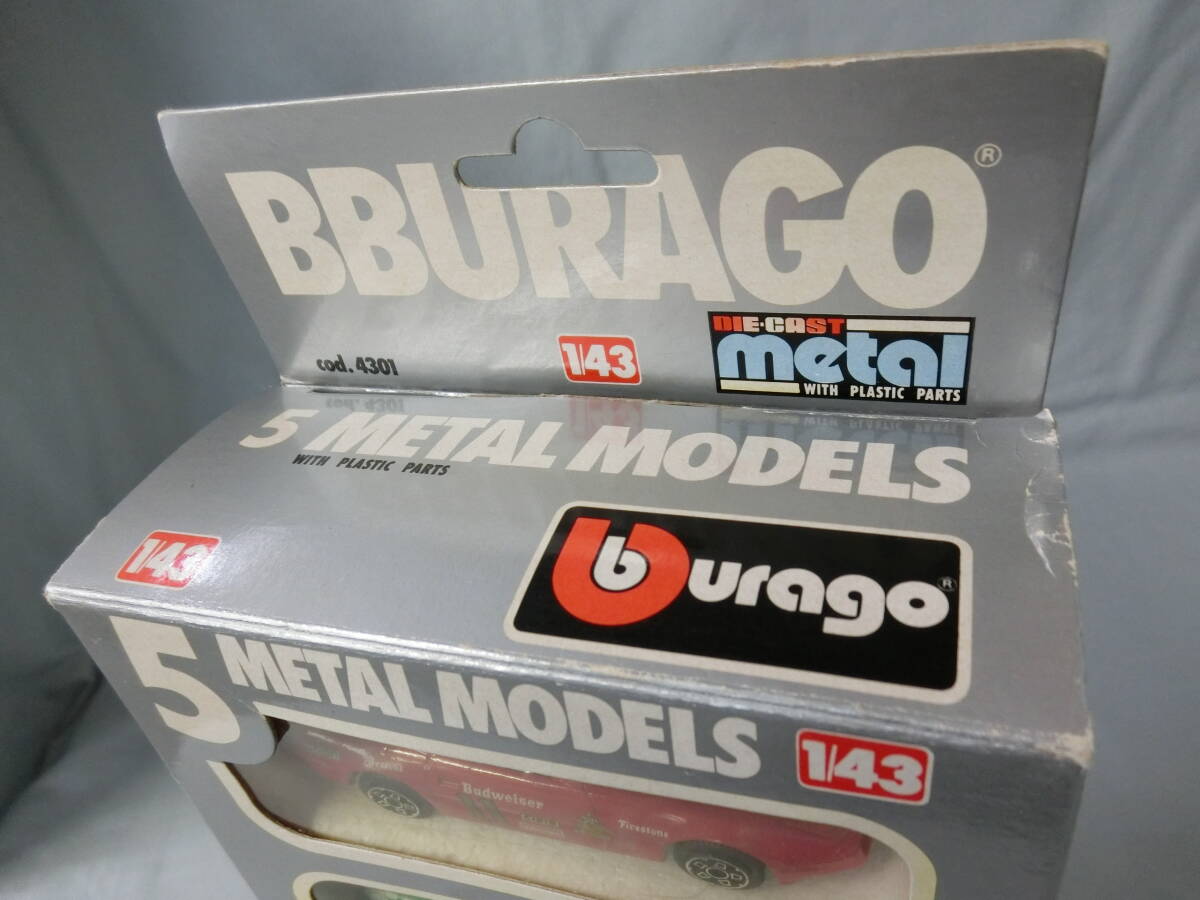 BBURAGO®
cod. 4301
1/43
DIE·CAST
metal
WITH PLASTIC PARTS
5 METAL MODELS
WITH PLASTIC PARTS
1/43
burago®
5 METAL MODELS
1/43
Budweiser
Firestone